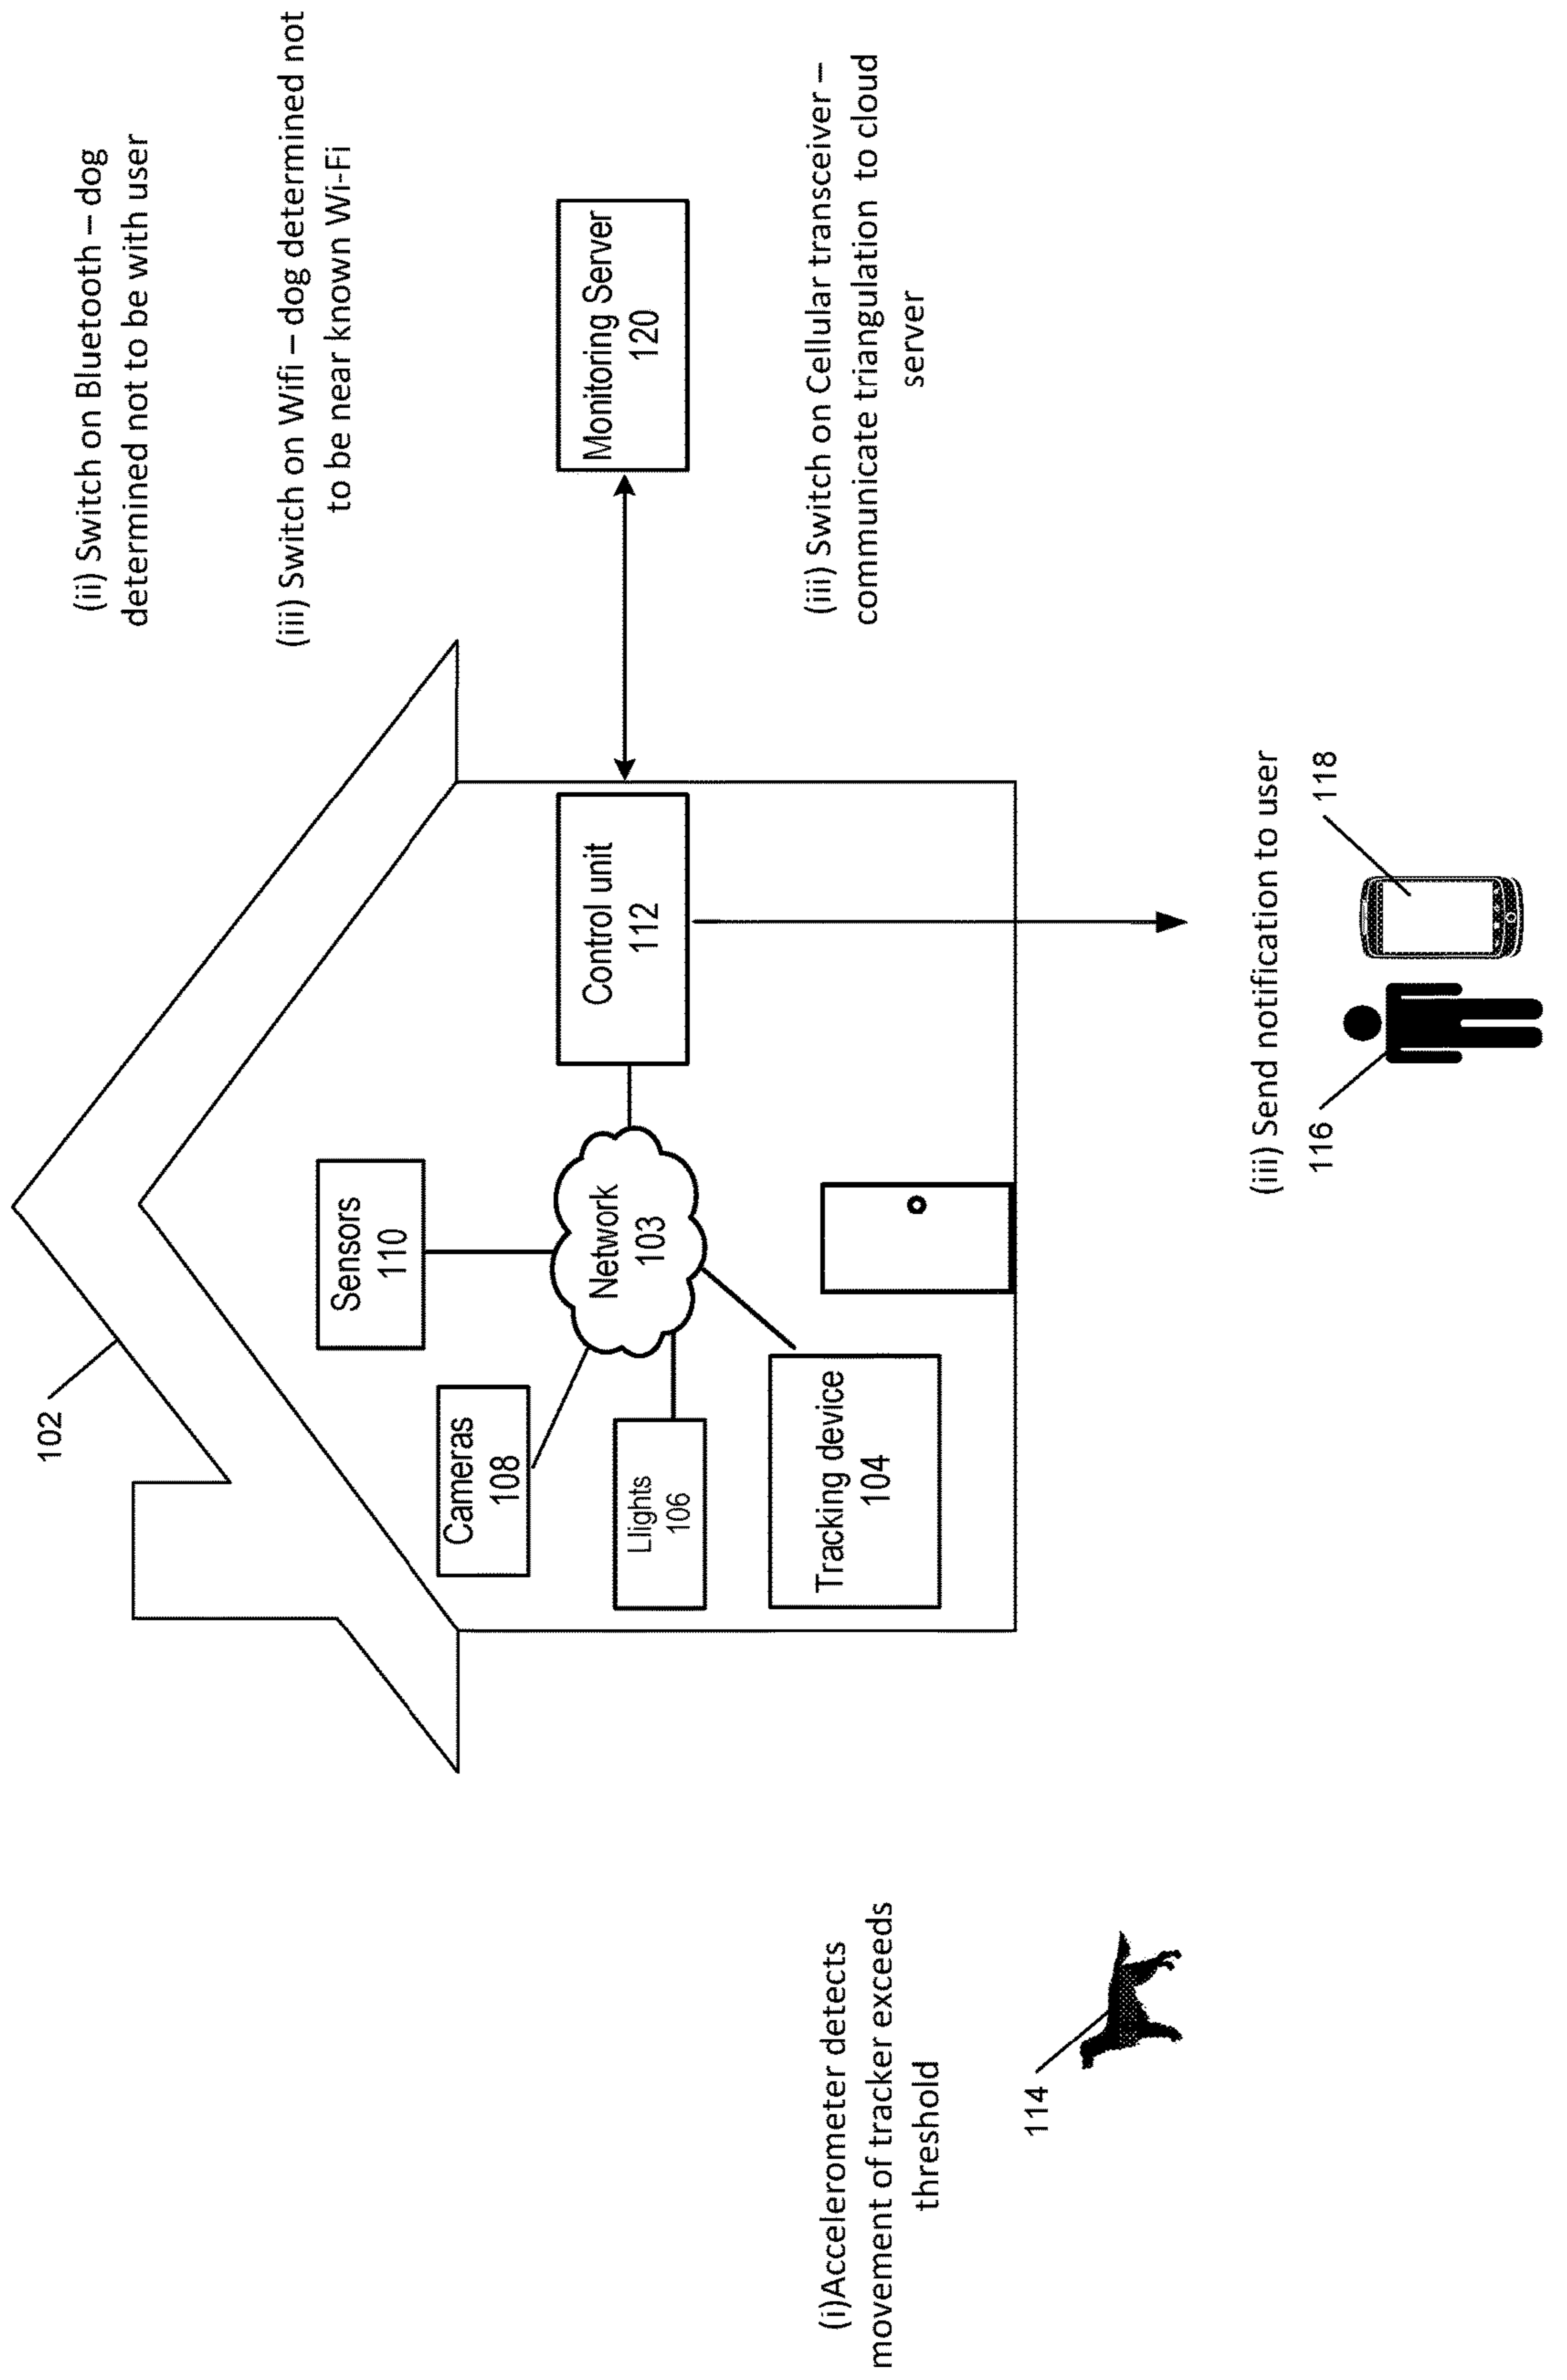 (ii) Switch on Bluetooth – dog
determined not to be with user
(iii) Switch on Wifi – dog determined not
to be near known Wi-Fi
102
Sensors
110
Cameras
108
Network
103
Control unit
112
Monitoring Server
120
Llights
106
Tracking device
104
(iii) Switch on Cellular transceiver –
communicate triangulation to cloud
server
(i)Accelerometer detects
movement of tracker exceeds
threshold
114
(iii) Send notification to user
116
118